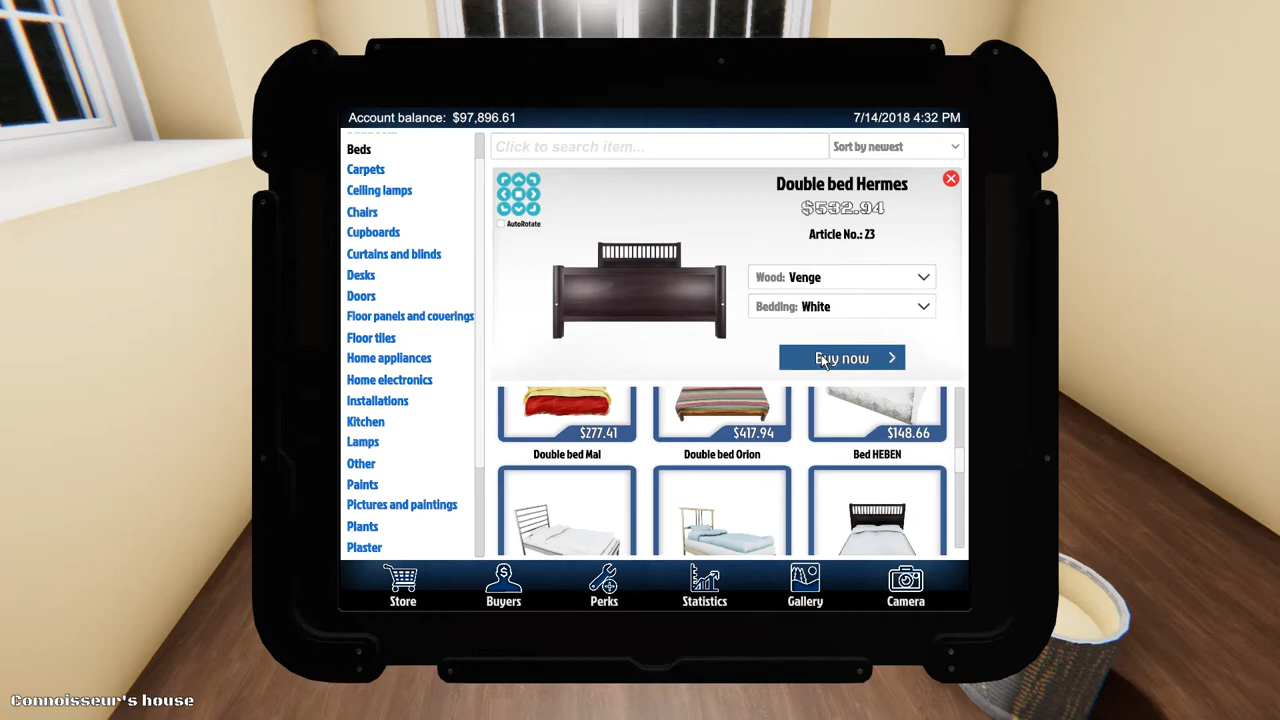 Account balance: $97,896.61
7/14/2018 4:32 PM
Beds
Carpets
Ceiling lamps
Chairs
Cupboards
Curtains and blinds
Desks
Doors
Floor panels and coverings
Floor tiles
Home appliances
Home electronics
Installations
Kitchen
Lamps
Other
Paints
Pictures and paintings
Plants
Plaster
Click to search item...
Sort by newest
AutoRotate
Double bed Hermes
$532.94
Article No.: Z3
Wood: Venge
Bedding: White
Buy now
$277.41
$417.94
$148.66
Double bed Mal
Double bed Orion
Bed HEBEN
Store
Buyers
Perks
Statistics
Gallery
Camera
Connoisseur's house